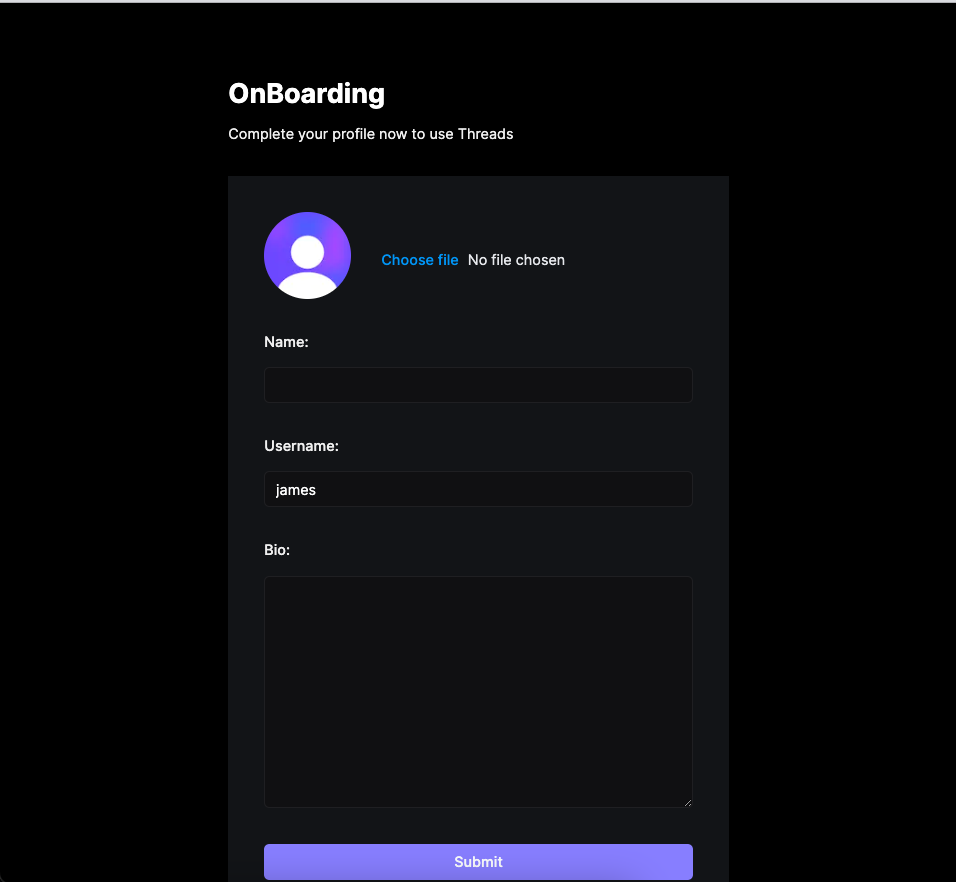 OnBoarding
Complete your profile now to use Threads
Choose file No file chosen
Name:
Username:
james
Bio:
Submit